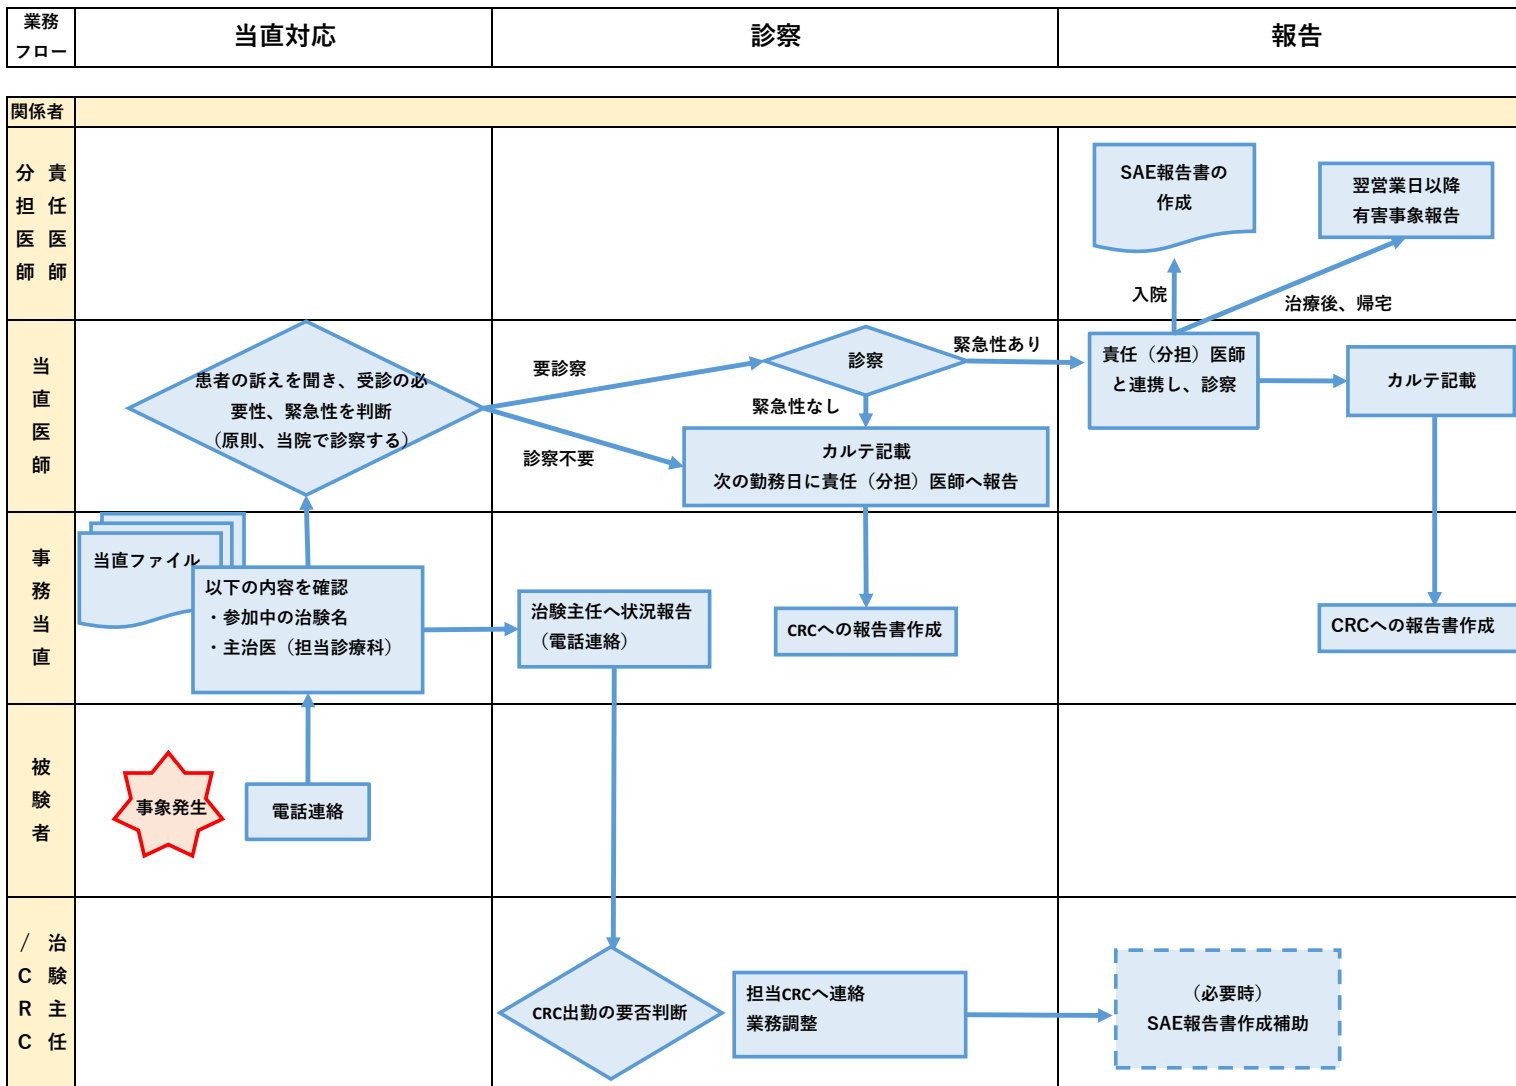 業務
フロー
当直対応
診察
報告
関係者
責任医師
分担医師
SAE報告書の
作成
翌営業日以降
有害事象報告
入院
治療後、帰宅
当直医師
患者の訴えを聞き、受診の必
要性、緊急性を判断
（原則、当院で診察する）
要診察
診察不要
診察
緊急性あり
緊急性なし
カルテ記載
次の勤務日に責任（分担）医師へ報告
責任（分担）医師
と連携し、診察
カルテ記載
事務当直
当直ファイル
以下の内容を確認
・参加中の治験名
・主治医（担当診療科）
治験主任へ状況報告
（電話連絡）
CRCへの報告書作成
CRCへの報告書作成
被験者
事象発生
電話連絡
治験主任
/CRC
CRC出勤の要否判断
担当CRCへ連絡
業務調整
（必要時）
SAE報告書作成補助